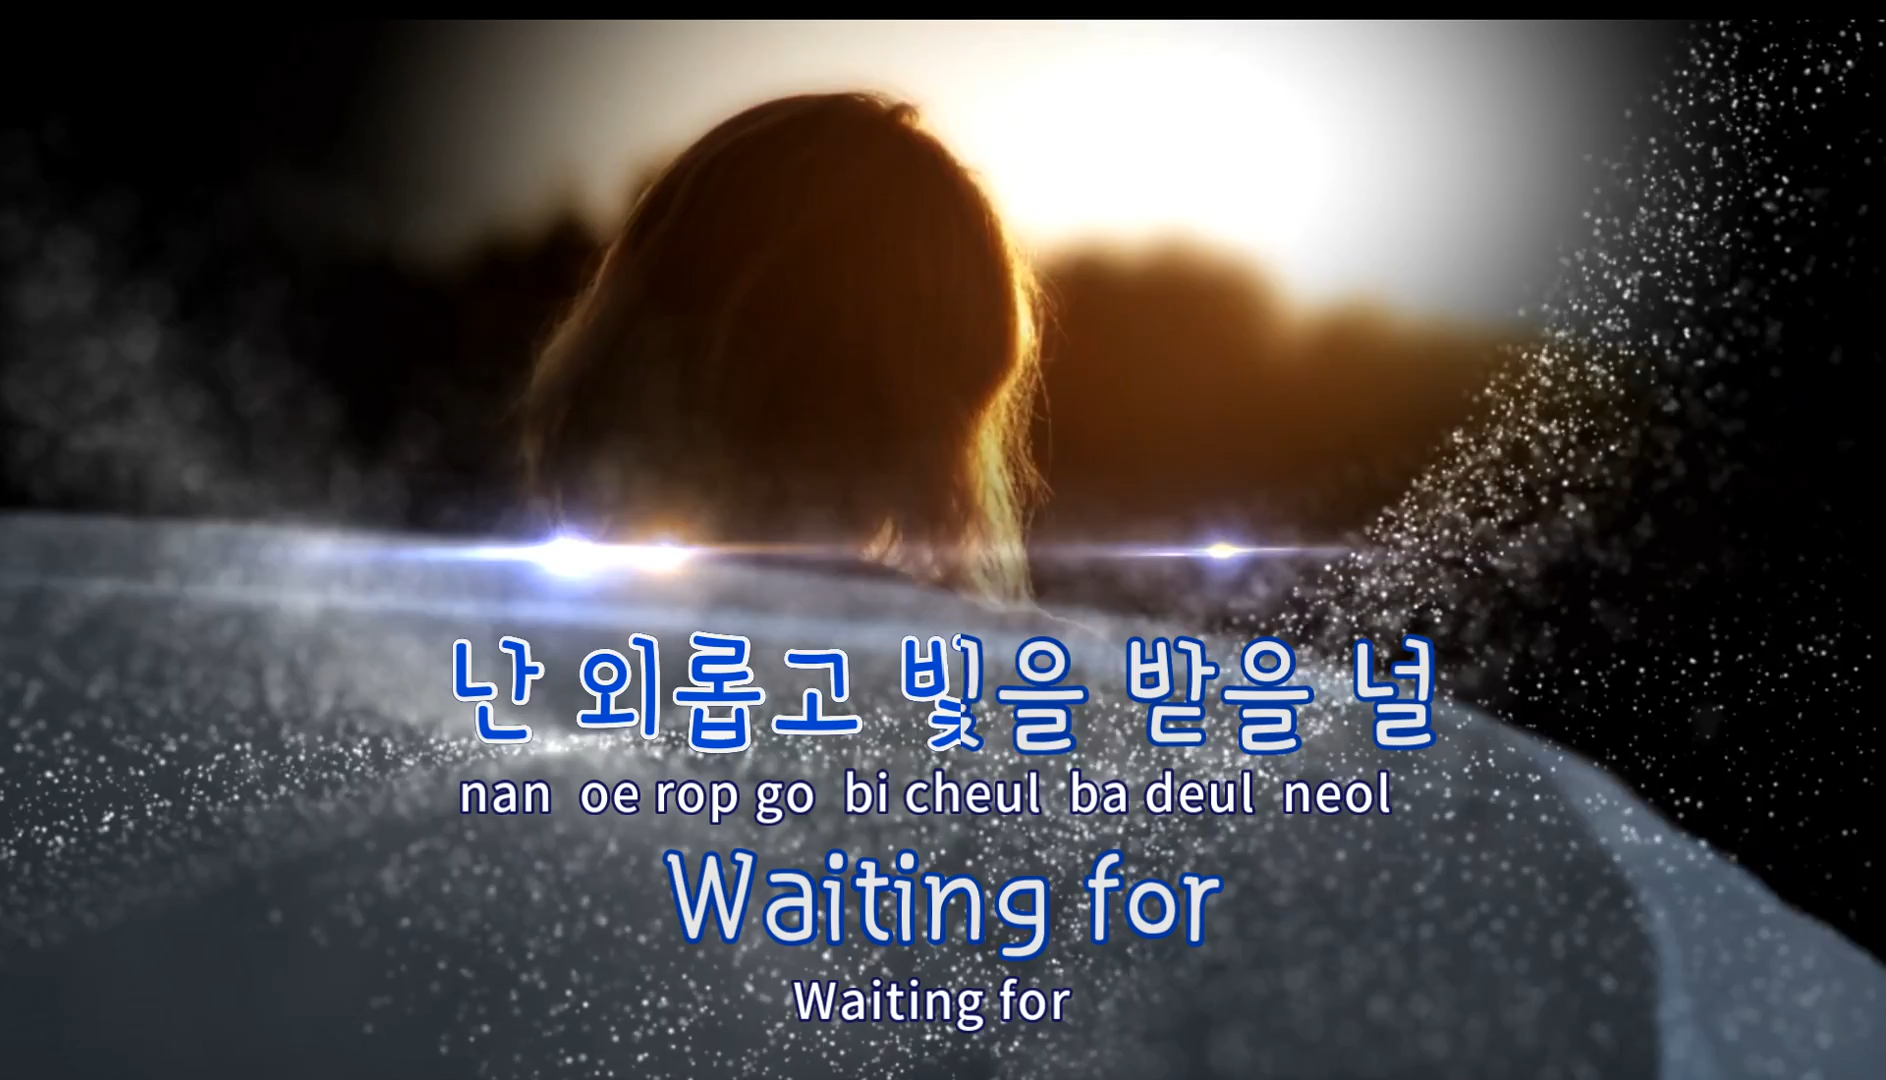 난 외롭고 빛을 받을 널
nan oe rop go bi cheul ba deul neol
Waiting for
Waiting for